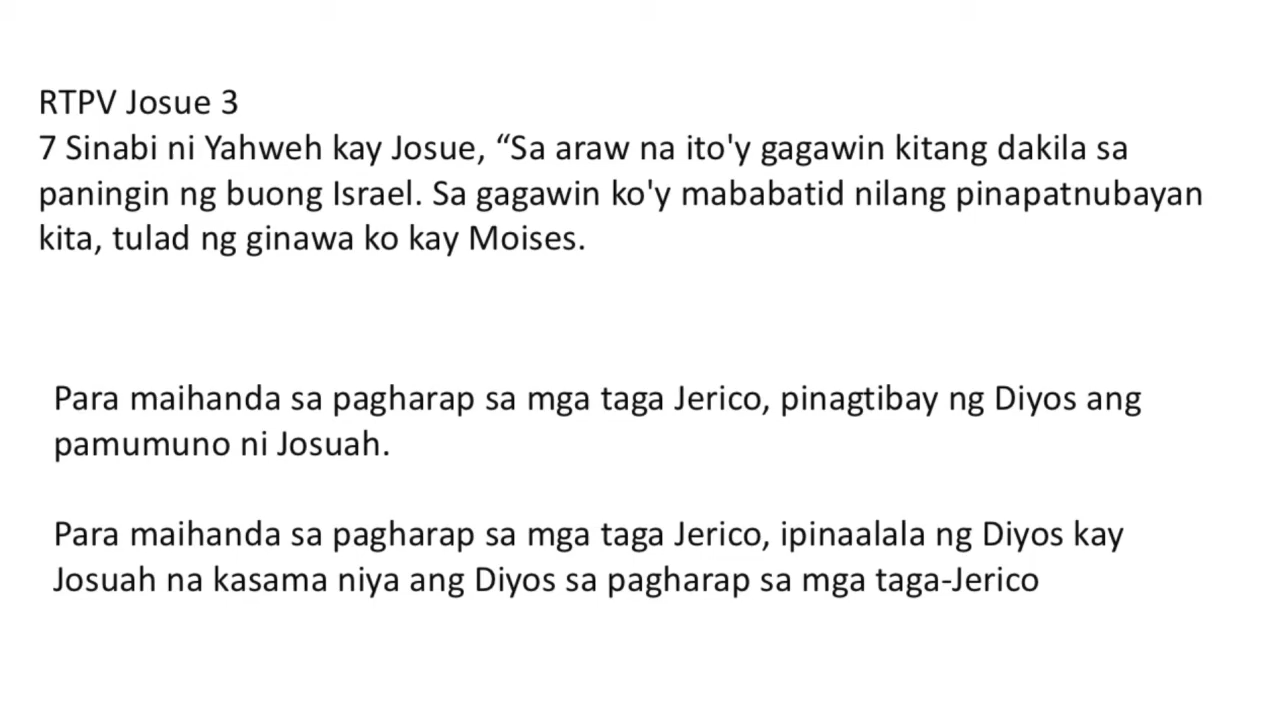 RTPV Josue 3
7 Sinabi ni Yahweh kay Josue, “Sa araw na ito'y gagawin kitang dakila sa
paningin ng buong Israel. Sa gagawin ko'y mababatid nilang pinapatnubayan
kita, tulad ng ginawa ko kay Moises.
Para maihanda sa pagharap sa mga taga Jerico, pinagtibay ng Diyos ang
pamumuno ni Josuah.
Para maihanda sa pagharap sa mga taga Jerico, ipinaalala ng Diyos kay
Josuah na kasama niya ang Diyos sa pagharap sa mga taga-Jerico